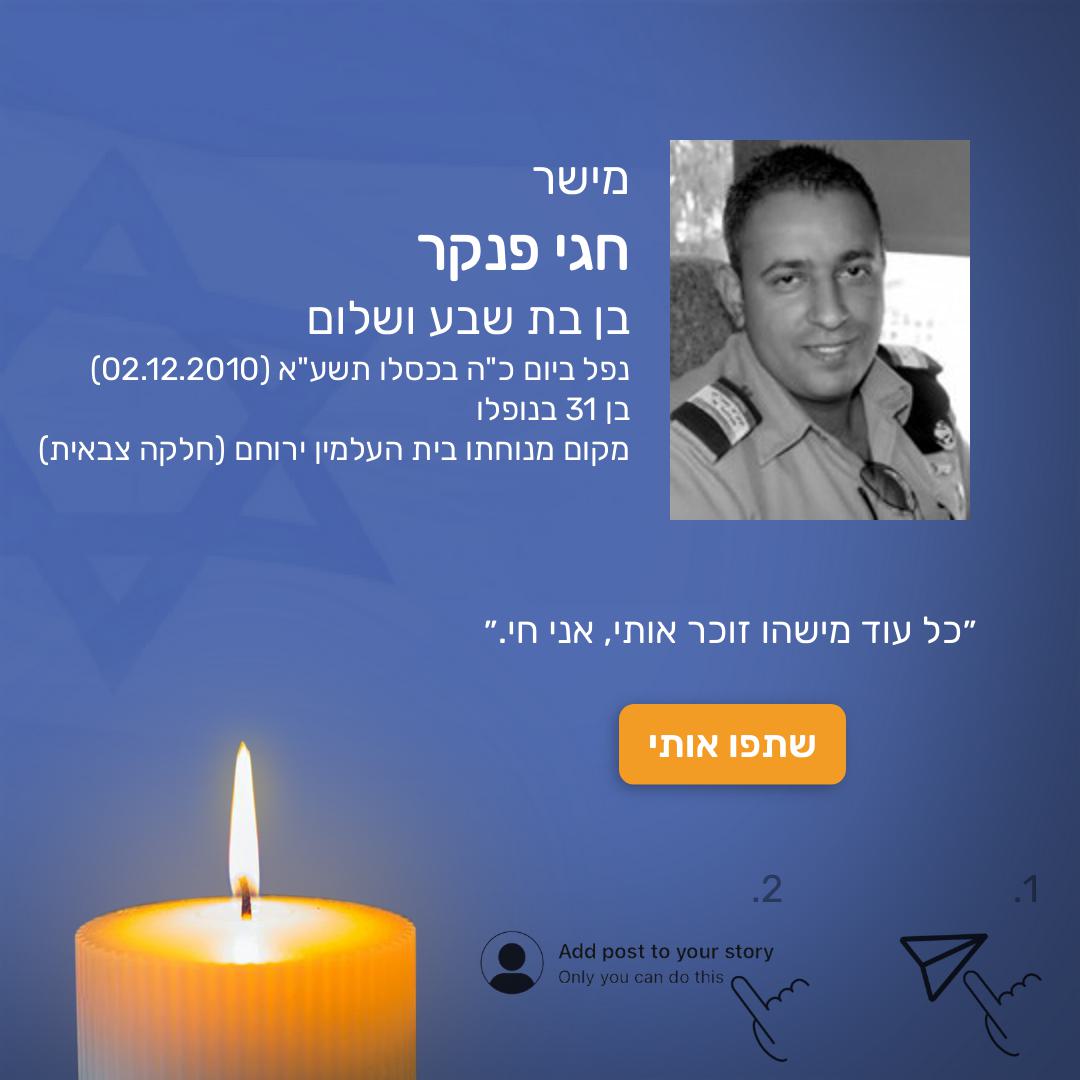 מישר
חגי פנקר
בן בת שבע ושלום
נפל ביום כ"ה בכסלו תשע"א (02.12.2010)
בן 31 בנופלו
מקום מנוחתו בית העלמין ירוחם (חלקה צבאית)
״כל עוד מישהו זוכר אותי, אני חי.״
שתפו אותי
1.
2.
Add post to your story
Only you can do this